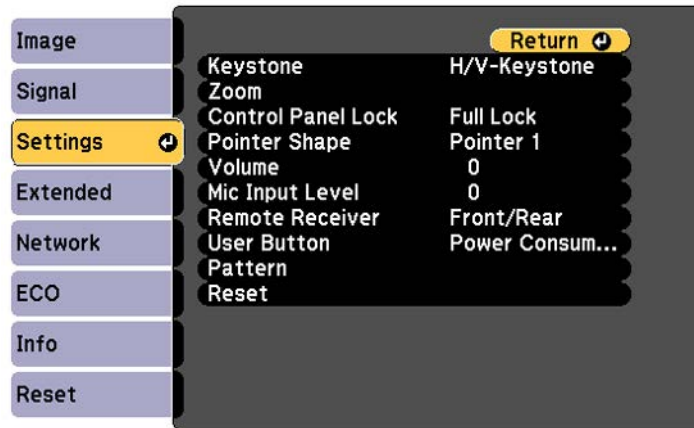 Image
Signal
Settings
Extended
Network
ECO
Info
Reset
Return
Keystone H/V-Keystone
Zoom
Control Panel Lock Full Lock
Pointer Shape Pointer 1
Volume 0
Mic Input Level 0
Remote Receiver Front/Rear
User Button Power Consum...
Pattern
Reset